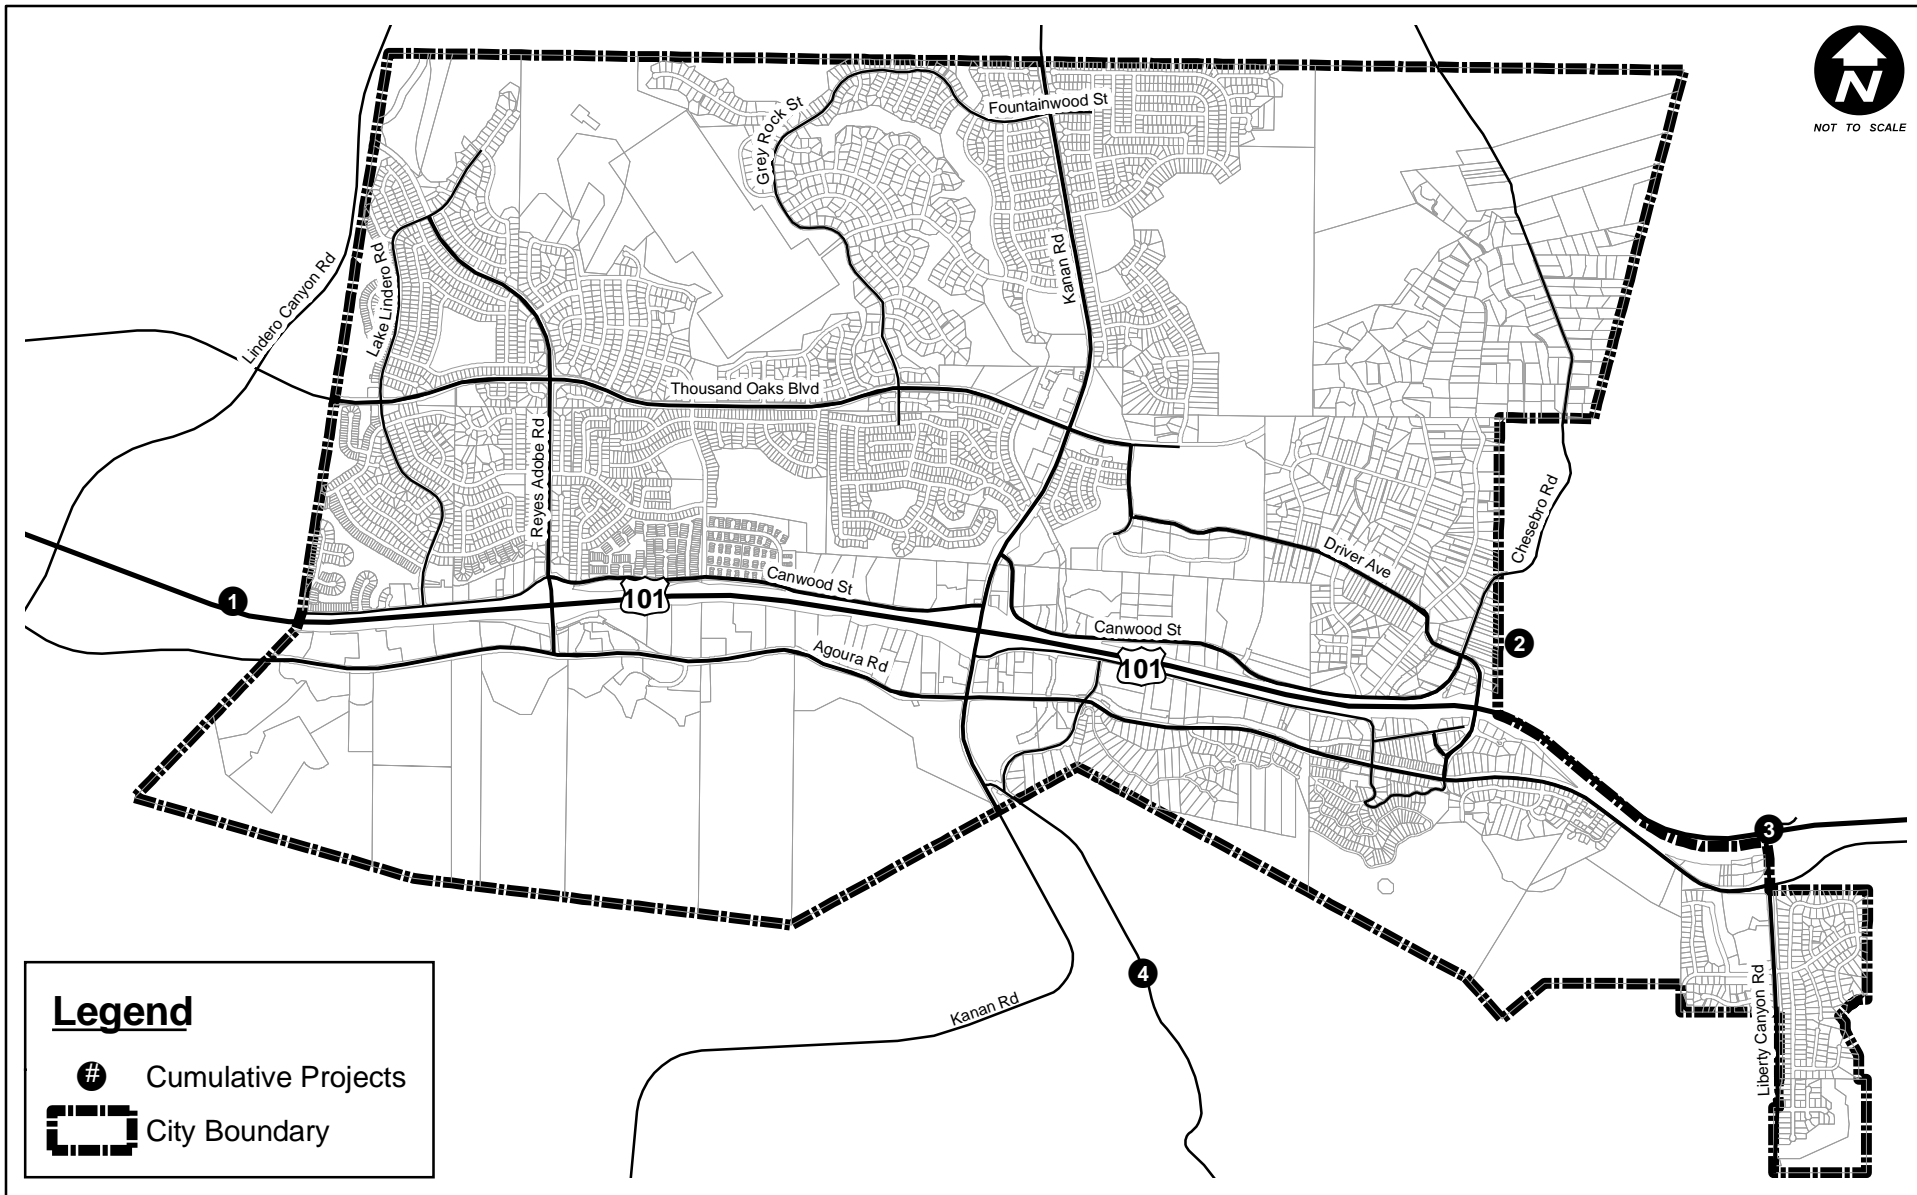 N
NOT TO SCALE
Fountainwood St
Grey Rock St
Kanan Rd
Lindero Canyon Rd
Lake Lindero Rd
Thousand Oaks Blvd
Reyes Adobe Rd
Chesebro Rd
Driver Ave
Canwood St
101
1
Canwood St
2
Agoura Rd
101
3
4
Kanan Rd
Liberty Canyon Rd
Legend
# Cumulative Projects
City Boundary